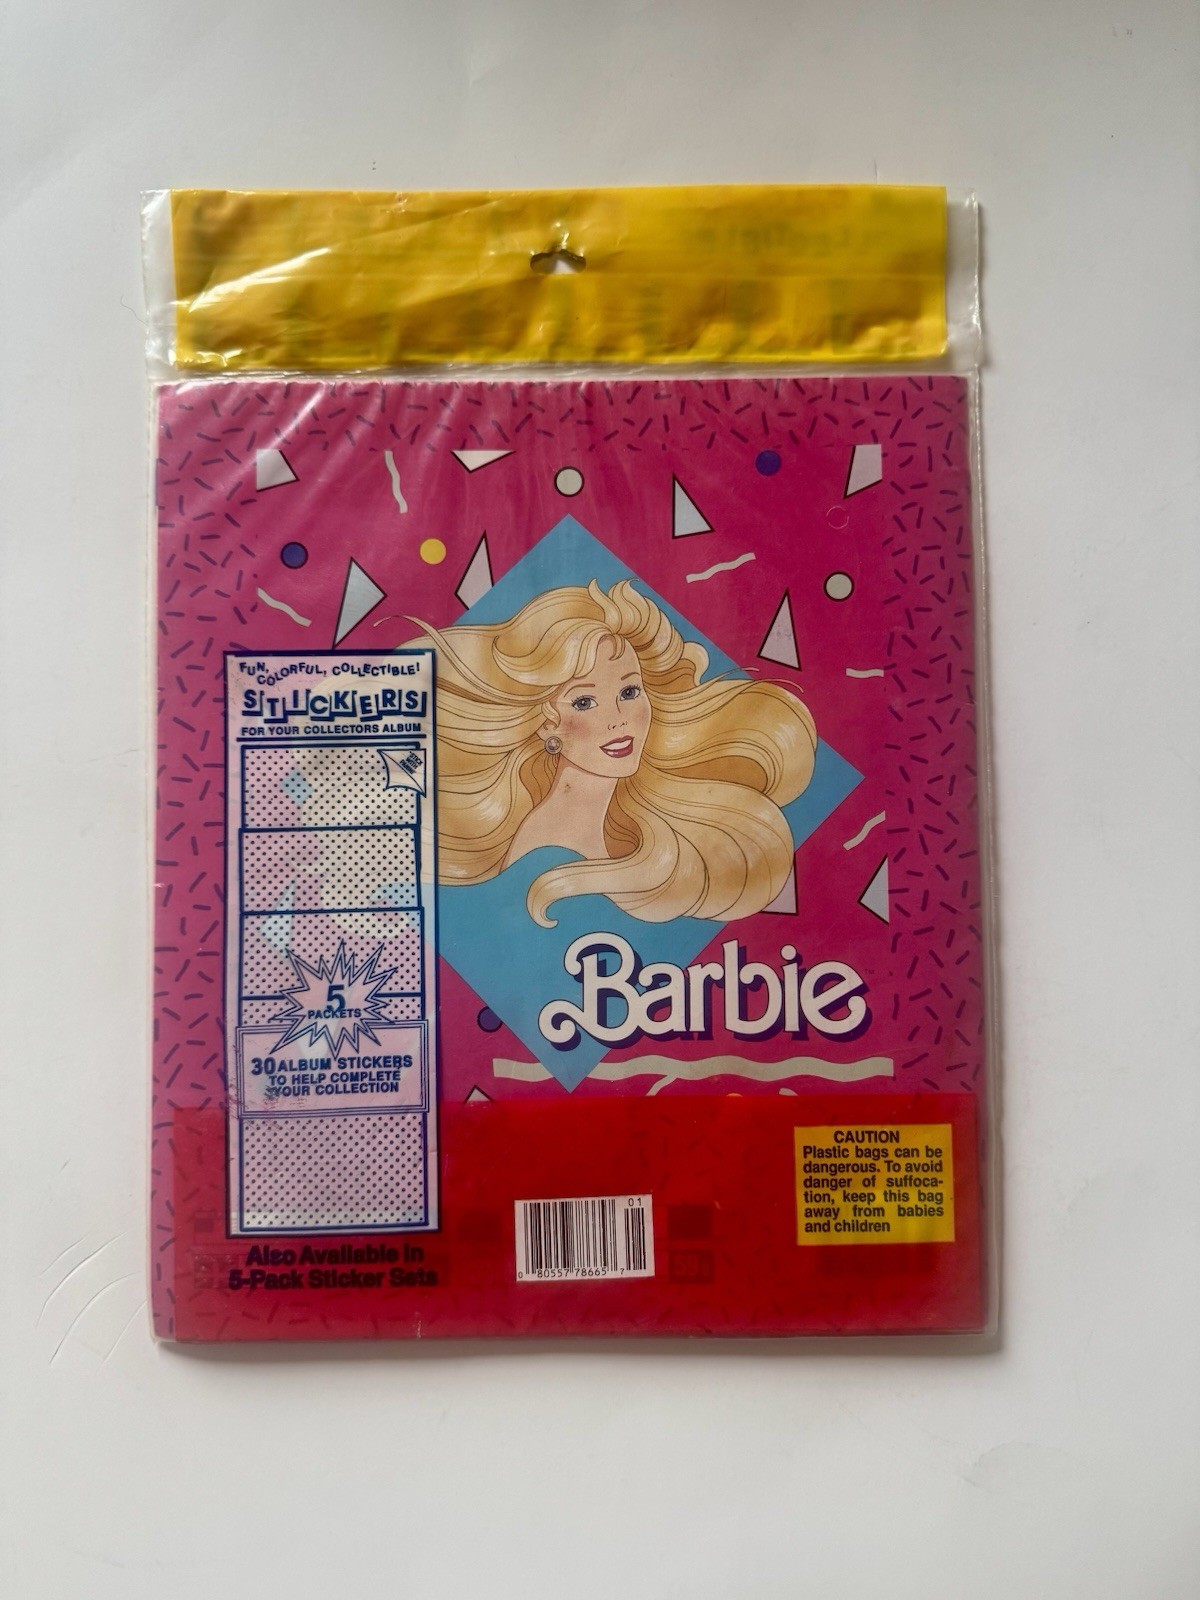 FUN, COLORFUL, COLLECTIBLE!
STICKERS
FOR YOUR COLLECTORS ALBUM
5
PACKETS
30 ALBUM STICKERS
TO HELP COMPLETE
YOUR COLLECTION
Also Available in
5-Pack Sticker Sets
Barbie™
01
0 80557 78665 7
CAUTION
Plastic bags can be
dangerous. To avoid
danger of suffoca-
tion, keep this bag
away from babies
and children